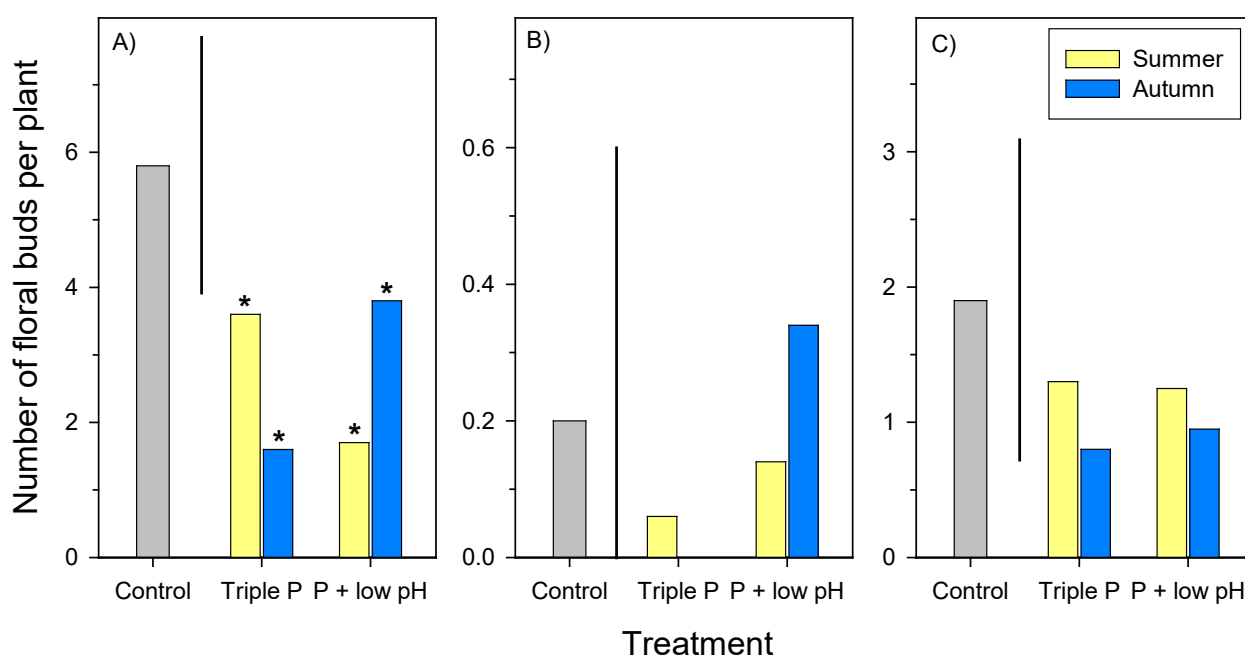 Number of floral buds per plant
A)
6
4
2
0
* * * *
Control Triple P P + low pH
B)
0.6
0.4
0.2
0.0
Control Triple P P + low pH
C)
Summer
Autumn
3
2
1
0
Control Triple P P + low pH
Treatment